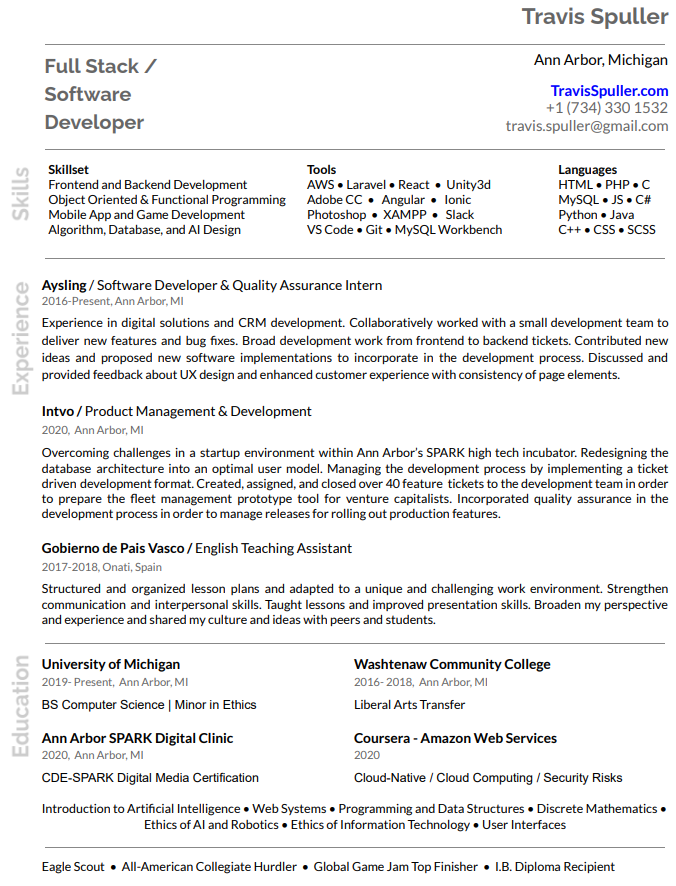 Travis Spuller
Full Stack /
Software
Developer
Ann Arbor, Michigan
TravisSpuller.com
+1 (734) 330 1532
travis.spuller@gmail.com
Skills
Skillset
Frontend and Backend Development
Object Oriented & Functional Programming
Mobile App and Game Development
Algorithm, Database, and AI Design
Tools
AWS • Laravel • React • Unity3d
Adobe CC • Angular • Ionic
Photoshop • XAMPP • Slack
VS Code • Git • MySQL Workbench
Languages
HTML • PHP • C
MySQL • JS • C#
Python • Java
C++ • CSS • SCSS
Experience
Aysling / Software Developer & Quality Assurance Intern
2016-Present, Ann Arbor, MI
Experience in digital solutions and CRM development. Collaboratively worked with a small development team to
deliver new features and bug fixes. Broad development work from frontend to backend tickets. Contributed new
ideas and proposed new software implementations to incorporate in the development process. Discussed and
provided feedback about UX design and enhanced customer experience with consistency of page elements.
Intvo / Product Management & Development
2020, Ann Arbor, MI
Overcoming challenges in a startup environment within Ann Arbor's SPARK high tech incubator. Redesigning the
database architecture into an optimal user model. Managing the development process by implementing a ticket
driven development format. Created, assigned, and closed over 40 feature tickets to the development team in order
to prepare the fleet management prototype tool for venture capitalists. Incorporated quality assurance in the
development process in order to manage releases for rolling out production features.
Gobierno de Pais Vasco / English Teaching Assistant
2017-2018, Onati, Spain
Structured and organized lesson plans and adapted to a unique and challenging work environment. Strengthen
communication and interpersonal skills. Taught lessons and improved presentation skills. Broaden my perspective
and experience and shared my culture and ideas with peers and students.
Education
University of Michigan
2019- Present, Ann Arbor, MI
BS Computer Science | Minor in Ethics
Washtenaw Community College
2016- 2018, Ann Arbor, MI
Liberal Arts Transfer
Ann Arbor SPARK Digital Clinic
2020, Ann Arbor, MI
CDE-SPARK Digital Media Certification
Coursera - Amazon Web Services
2020
Cloud-Native / Cloud Computing / Security Risks
Introduction to Artificial Intelligence • Web Systems • Programming and Data Structures • Discrete Mathematics •
Ethics of AI and Robotics • Ethics of Information Technology • User Interfaces
Eagle Scout • All-American Collegiate Hurdler • Global Game Jam Top Finisher • I.B. Diploma Recipient